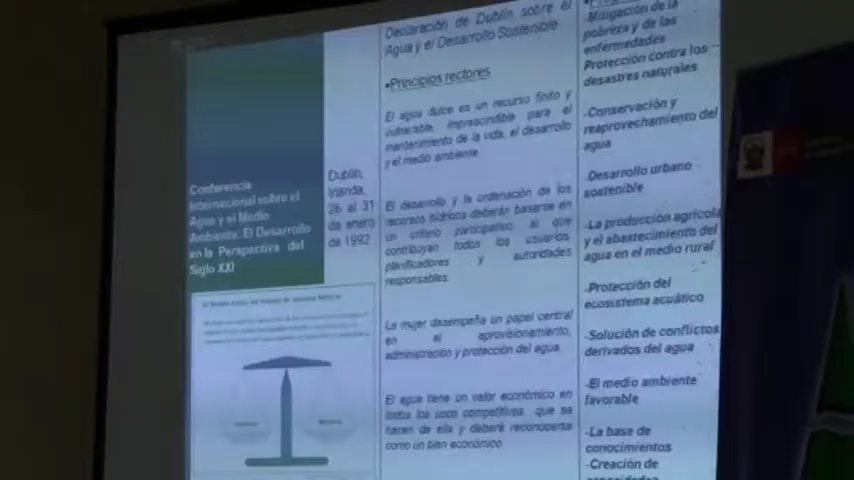 Conferencia
Internacional sobre el
Agua y el Medio
Ambiente: El Desarrollo
en la Perspectiva del
Siglo XXI
Dublín,
Irlanda,
26 al 31
de enero
de 1992
Declaración de Dublín sobre el
Agua y el Desarrollo Sostenible
•Principios rectores
El agua dulce es un recurso finito y
vulnerable, imprescindible para el
mantenimiento de la vida, el desarrollo
y el medio ambiente.
El desarrollo y la ordenación de los
recursos hídricos deberán basarse en
un criterio participativo, al que
contribuyan todos los usuarios,
planificadores y autoridades
responsables.
La mujer desempeña un papel central
en el aprovisionamiento,
administración y protección del agua.
El agua tiene un valor económico en
todos los usos competitivos que se
hacen de ella y deberá reconocerse
como un bien económico
Mitigación de la
pobreza y de las
enfermedades
Protección contra los
desastres naturales
-Conservación y
reaprovechamiento del
agua
-Desarrollo urbano
sostenible
-La producción agrícola
y el abastecimiento del
agua en el medio rural
-Protección del
ecosistema acuático
-Solución de conflictos
derivados del agua
-El medio ambiente
favorable
-La base de
conocimientos
-Creación de